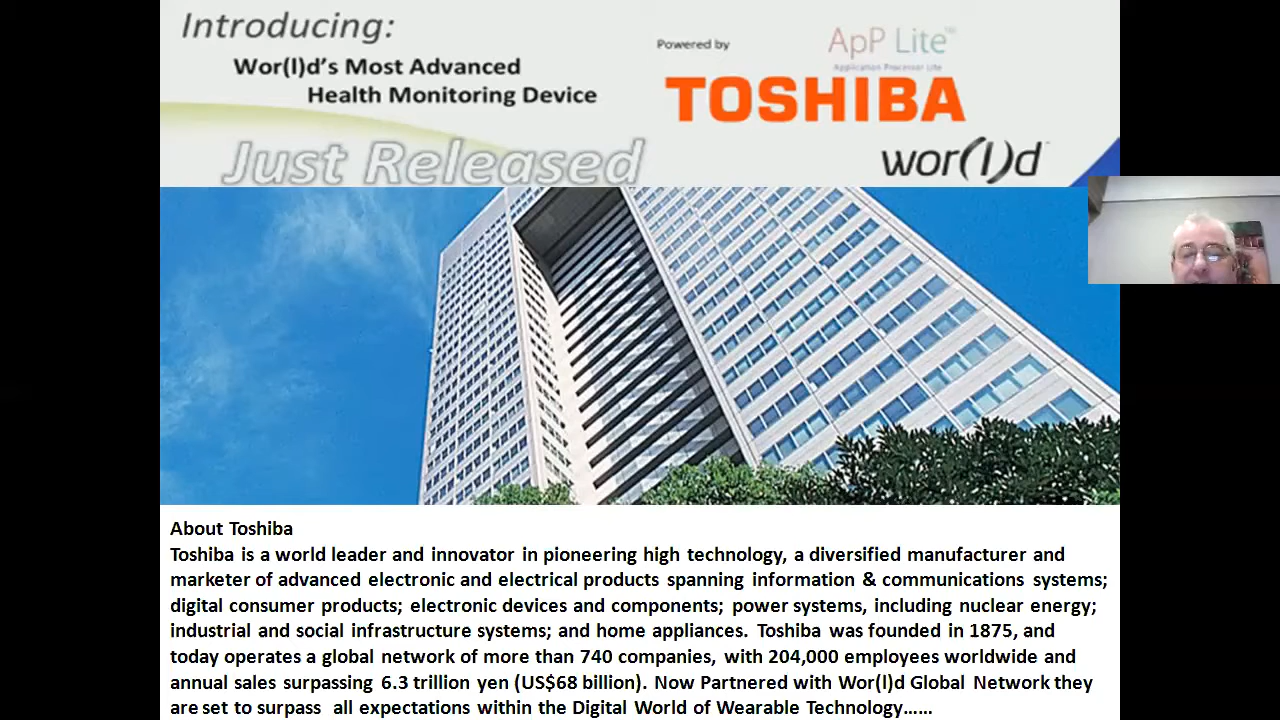 Introducing:
Wor(l)d's Most Advanced
Health Monitoring Device
Just Released
Powered by
ApP Lite™
Application Processor Lite
TOSHIBA
wor(l)d
About Toshiba
Toshiba is a world leader and innovator in pioneering high technology, a diversified manufacturer and
marketer of advanced electronic and electrical products spanning information & communications systems;
digital consumer products; electronic devices and components; power systems, including nuclear energy;
industrial and social infrastructure systems; and home appliances. Toshiba was founded in 1875, and
today operates a global network of more than 740 companies, with 204,000 employees worldwide and
annual sales surpassing 6.3 trillion yen (US$68 billion). Now Partnered with Wor(l)d Global Network they
are set to surpass all expectations within the Digital World of Wearable Technology......